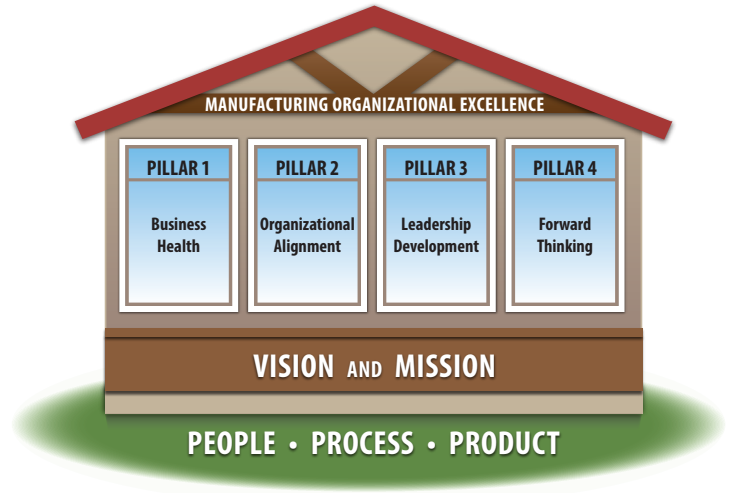 MANUFACTURING ORGANIZATIONAL EXCELLENCE
PILLAR 1
Business
Health
PILLAR 2
Organizational
Alignment
PILLAR 3
Leadership
Development
PILLAR 4
Forward
Thinking
VISION AND MISSION
PEOPLE • PROCESS • PRODUCT